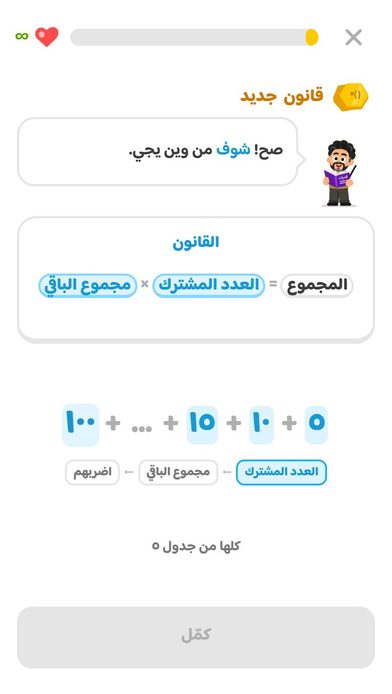 ∞
قانون جديد
صح! شوف من وين يجي.
القانون
المجموع = العدد المشترك × مجموع الباقي
٥ + ١٠ + ١٥ + ... + ١٠٠
العدد المشترك ← مجموع الباقي ← اضربهم
كلها من جدول ٥
كمّل